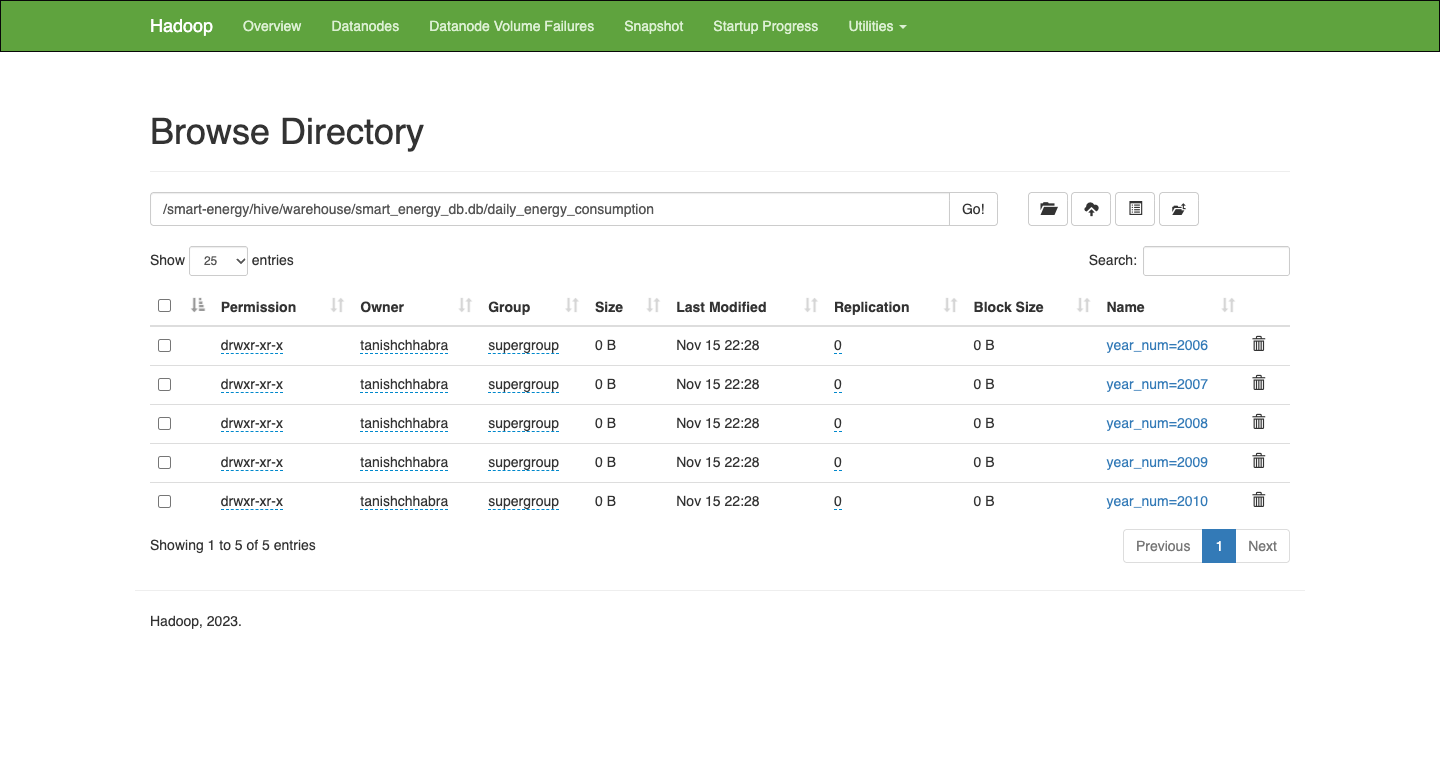 Hadoop Overview Datanodes Datanode Volume Failures Snapshot Startup Progress Utilities
Browse Directory
/smart-energy/hive/warehouse/smart_energy_db.db/daily_energy_consumption Go!
Show 25 entries Search:
Permission Owner Group Size Last Modified Replication Block Size Name
drwxr-xr-x tanishchhabra supergroup 0 B Nov 15 22:28 0 0 B year_num=2006
drwxr-xr-x tanishchhabra supergroup 0 B Nov 15 22:28 0 0 B year_num=2007
drwxr-xr-x tanishchhabra supergroup 0 B Nov 15 22:28 0 0 B year_num=2008
drwxr-xr-x tanishchhabra supergroup 0 B Nov 15 22:28 0 0 B year_num=2009
drwxr-xr-x tanishchhabra supergroup 0 B Nov 15 22:28 0 0 B year_num=2010
Showing 1 to 5 of 5 entries Previous 1 Next
Hadoop, 2023.